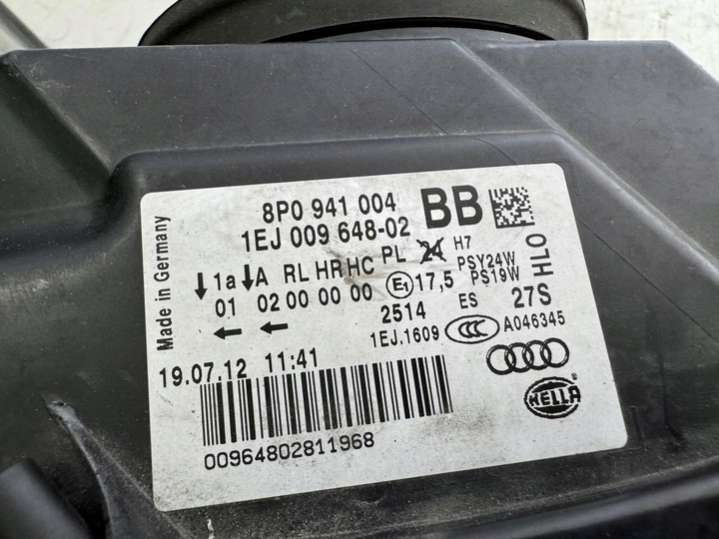 8P0 941 004 BB
1EJ 009 648-02
Made in Germany
1a A RL HR HC PL 24 H7
PSY24W
PS19W
HLO
01 02 00 00 00 E1 17,5
2514 ES 27S
1EJ.1609 CCC A046345
19.07.12 11:41
HELLA
00964802811968